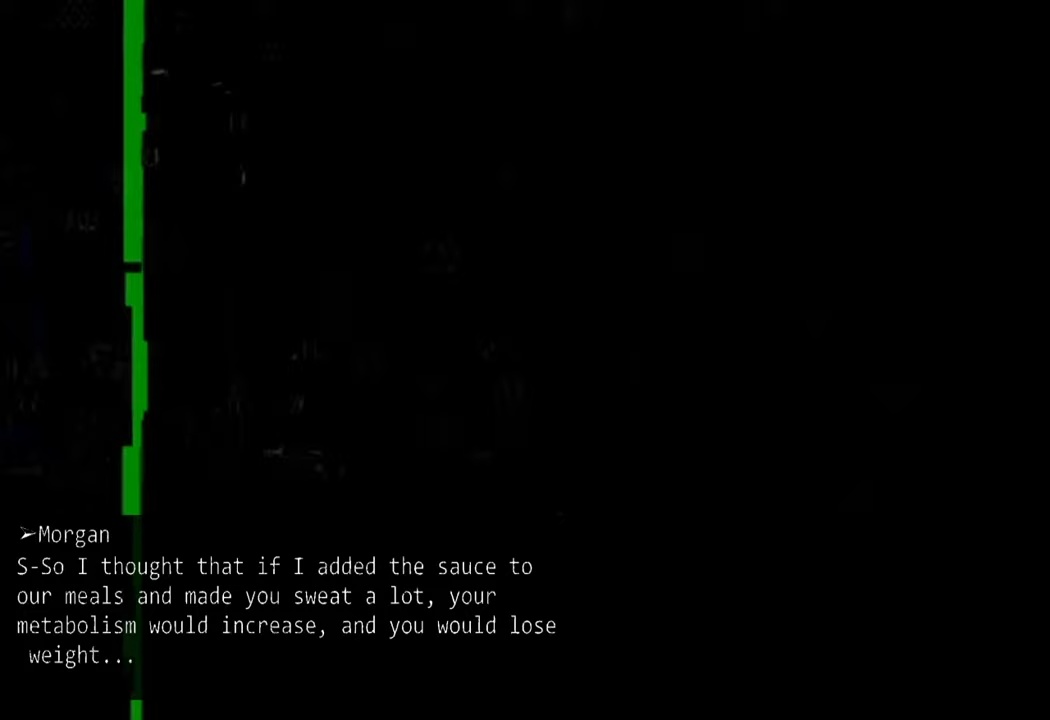 ➢Morgan
S-So I thought that if I added the sauce to
our meals and made you sweat a lot, your
metabolism would increase, and you would lose
weight...